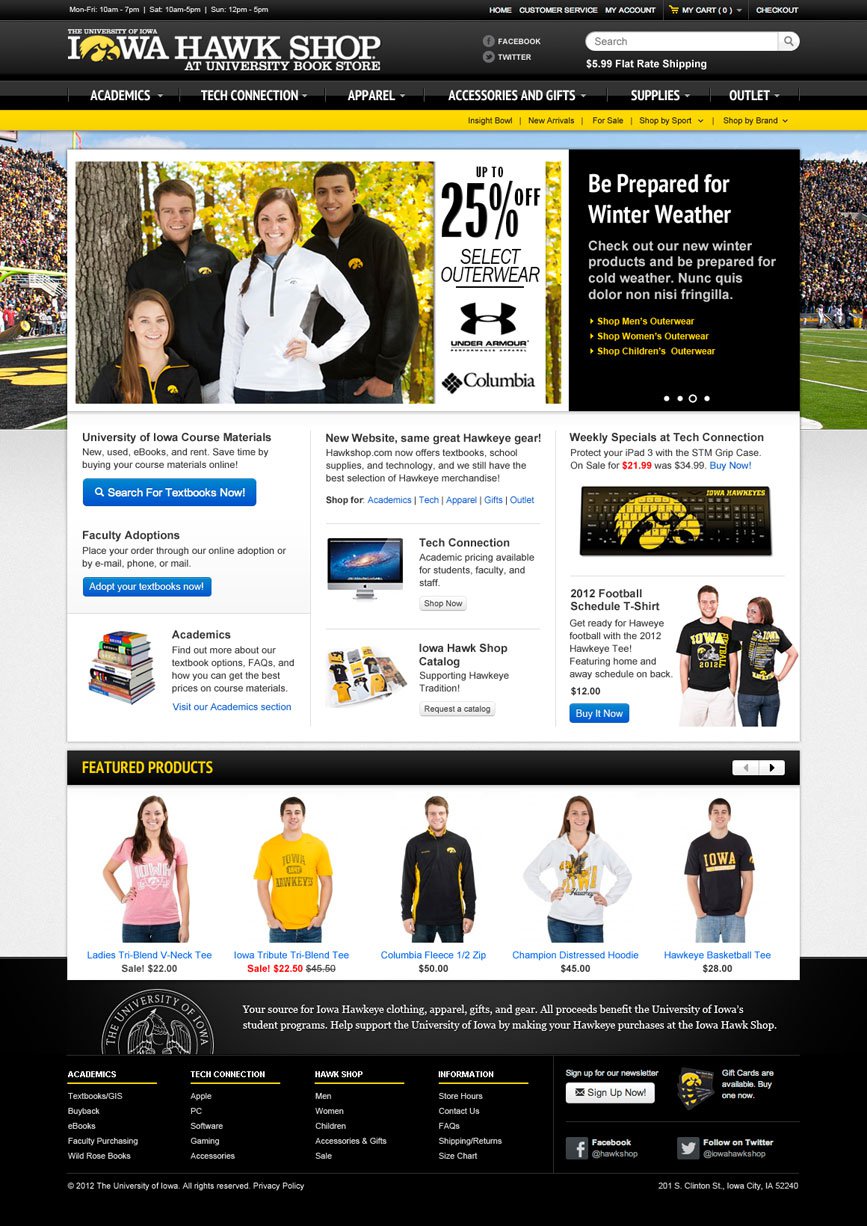 Mon-Fri: 10am - 7pm | Sat: 10am-5pm | Sun: 12pm - 5pm
HOME CUSTOMER SERVICE MY ACCOUNT MY CART ( 0 ) CHECKOUT
THE UNIVERSITY OF IOWA
IOWA HAWK SHOP
AT UNIVERSITY BOOK STORE
FACEBOOK
TWITTER
Search
$5.99 Flat Rate Shipping
ACADEMICS TECH CONNECTION APPAREL ACCESSORIES AND GIFTS SUPPLIES OUTLET
Insight Bowl | New Arrivals | For Sale | Shop by Sport | Shop by Brand
UP TO
25% OFF
SELECT
OUTERWEAR
UNDER ARMOUR
PERFORMANCE APPAREL
Columbia
Be Prepared for
Winter Weather
Check out our new winter
products and be prepared for
cold weather. Nunc quis
dolor non nisi fringilla.
Shop Men's Outerwear
Shop Women's Outerwear
Shop Children's Outerwear
University of Iowa Course Materials
New, used, eBooks, and rent. Save time by
buying your course materials online!
Search For Textbooks Now!
Faculty Adoptions
Place your order through our online adoption or
by e-mail, phone, or mail.
Adopt your textbooks now!
Academics
Find out more about our
textbook options, FAQs, and
how you can get the best
prices on course materials.
Visit our Academics section
New Website, same great Hawkeye gear!
Hawkshop.com now offers textbooks, school
supplies, and technology, and we still have the
best selection of Hawkeye merchandise!
Shop for: Academics | Tech | Apparel | Gifts | Outlet
Tech Connection
Academic pricing available
for students, faculty, and
staff.
Shop Now
Iowa Hawk Shop
Catalog
Supporting Hawkeye
Tradition!
Request a catalog
Weekly Specials at Tech Connection
Protect your iPad 3 with the STM Grip Case.
On Sale for $21.99 was $34.99. Buy Now!
IOWA HAWKEYES
2012 Football
Schedule T-Shirt
Get ready for Haweye
football with the 2012
Hawkeye Tee!
Featuring home and
away schedule on back.
$12.00
Buy It Now
IOWA
FOOTBALL
2012
FEATURED PRODUCTS
IOWA
IOWA
HAWKEYES
IOWA
IOWA
Ladies Tri-Blend V-Neck Tee
Sale! $22.00
Iowa Tribute Tri-Blend Tee
Sale! $22.50 $45.50
Columbia Fleece 1/2 Zip
$50.00
Champion Distressed Hoodie
$45.00
Hawkeye Basketball Tee
$28.00
THE UNIVERSITY OF IOWA
Your source for Iowa Hawkeye clothing, apparel, gifts, and gear. All proceeds benefit the University of Iowa's
student programs. Help support the University of Iowa by making your Hawkeye purchases at the Iowa Hawk Shop.
ACADEMICS
Textbooks/GIS
Buyback
eBooks
Faculty Purchasing
Wild Rose Books
TECH CONNECTION
Apple
PC
Software
Gaming
Accessories
HAWK SHOP
Men
Women
Children
Accessories & Gifts
Sale
INFORMATION
Store Hours
Contact Us
FAQs
Shipping/Returns
Size Chart
Sign up for our newsletter
Sign Up Now!
Gift Cards are
available. Buy
one now.
Facebook
@hawkshop
Follow on Twitter
@iowahawkshop
© 2012 The University of Iowa. All rights reserved. Privacy Policy
201 S. Clinton St., Iowa City, IA 52240